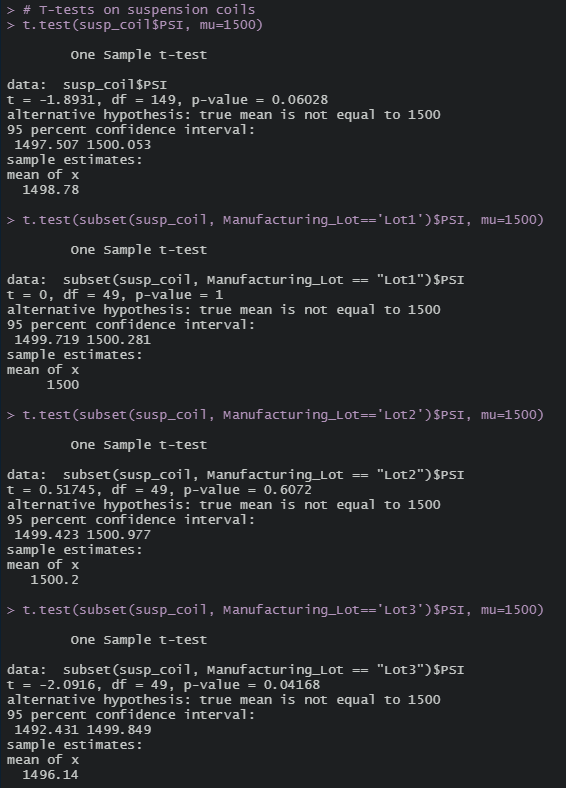 > # T-tests on suspension coils
> t.test(susp_coil$PSI, mu=1500)
One Sample t-test
data:  susp_coil$PSI
t = -1.8931, df = 149, p-value = 0.06028
alternative hypothesis: true mean is not equal to 1500
95 percent confidence interval:
1497.507 1500.053
sample estimates:
mean of x
1498.78
> t.test(subset(susp_coil, Manufacturing_Lot=='Lot1')$PSI, mu=1500)
One Sample t-test
data:  subset(susp_coil, Manufacturing_Lot == "Lot1")$PSI
t = 0, df = 49, p-value = 1
alternative hypothesis: true mean is not equal to 1500
95 percent confidence interval:
1499.719 1500.281
sample estimates:
mean of x
1500
> t.test(subset(susp_coil, Manufacturing_Lot=='Lot2')$PSI, mu=1500)
One Sample t-test
data:  subset(susp_coil, Manufacturing_Lot == "Lot2")$PSI
t = 0.51745, df = 49, p-value = 0.6072
alternative hypothesis: true mean is not equal to 1500
95 percent confidence interval:
1499.423 1500.977
sample estimates:
mean of x
1500.2
> t.test(subset(susp_coil, Manufacturing_Lot=='Lot3')$PSI, mu=1500)
One Sample t-test
data:  subset(susp_coil, Manufacturing_Lot == "Lot3")$PSI
t = -2.0916, df = 49, p-value = 0.04168
alternative hypothesis: true mean is not equal to 1500
95 percent confidence interval:
1492.431 1499.849
sample estimates:
mean of x
1496.14